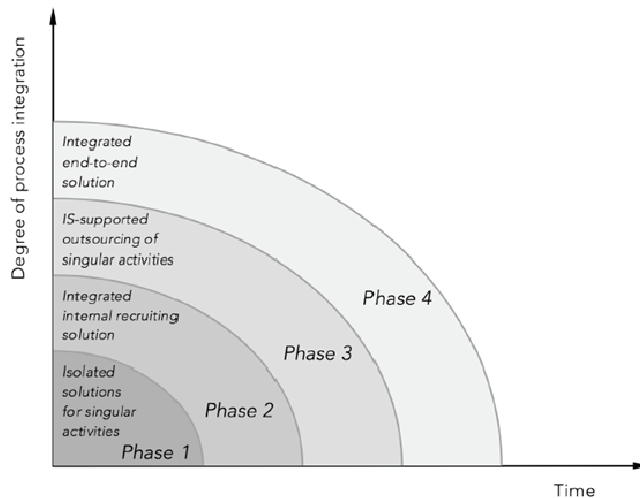 Degree of process integration
Integrated
end-to-end
solution
IS-supported
outsourcing of
singular activities
Integrated
internal recruiting
solution
Isolated
solutions
for singular
activities
Phase 1
Phase 2
Phase 3
Phase 4
Time